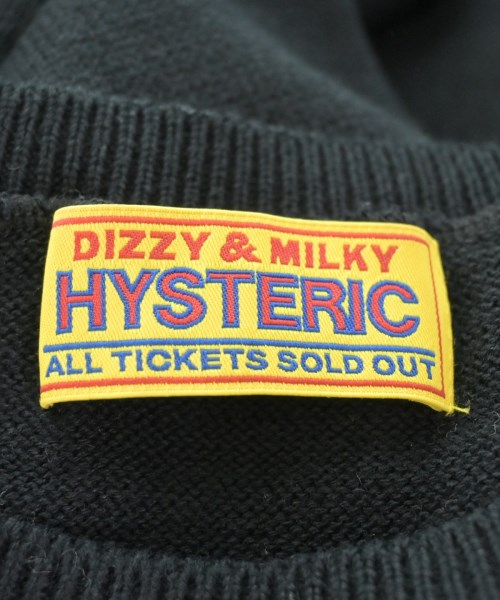 DIZZY & MILKY
HYSTERIC
ALL TICKETS SOLD OUT